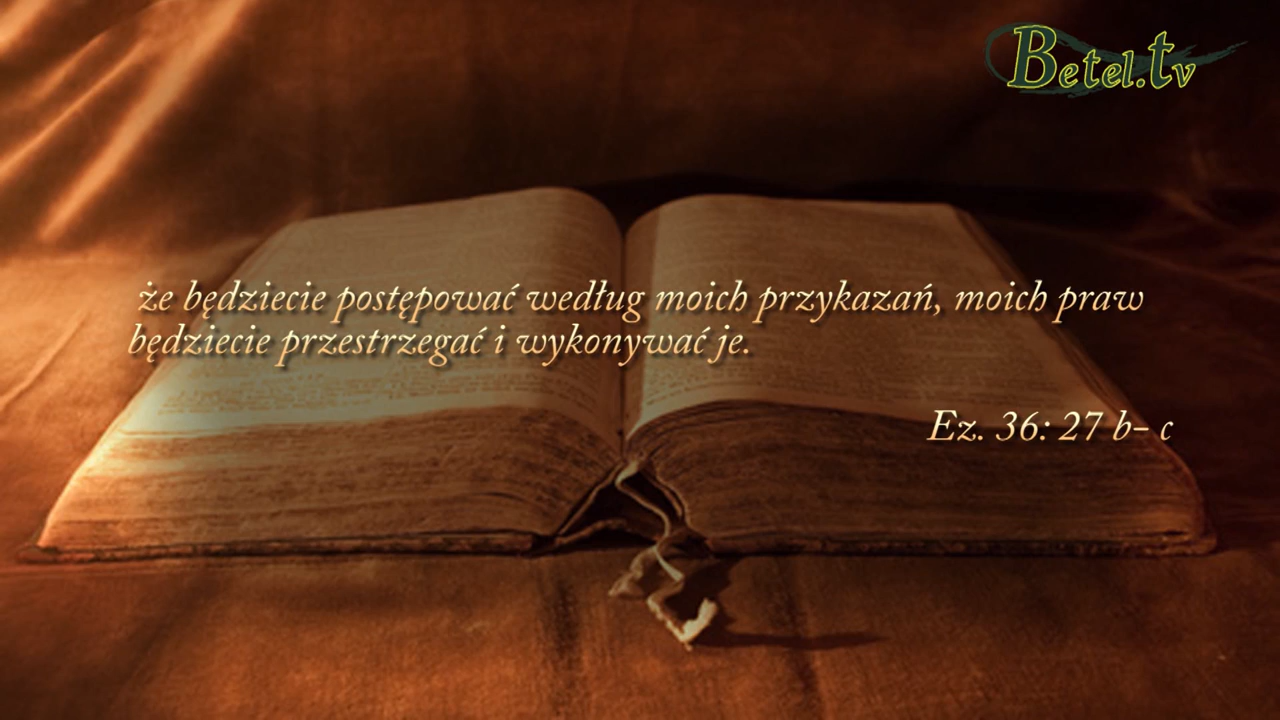 Betel.tv
że będziecie postępować według moich przykazań, moich praw
będziecie przestrzegać i wykonywać je.
Ez. 36: 27 b- c